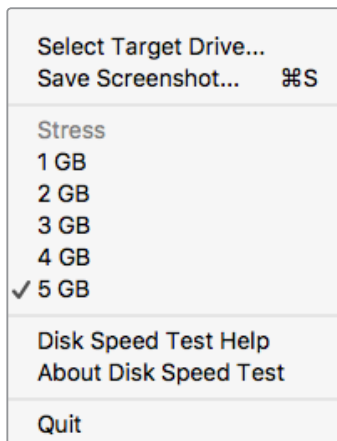 Select Target Drive...
Save Screenshot... ⌘S
Stress
1 GB
2 GB
3 GB
4 GB
✓ 5 GB
Disk Speed Test Help
About Disk Speed Test
Quit